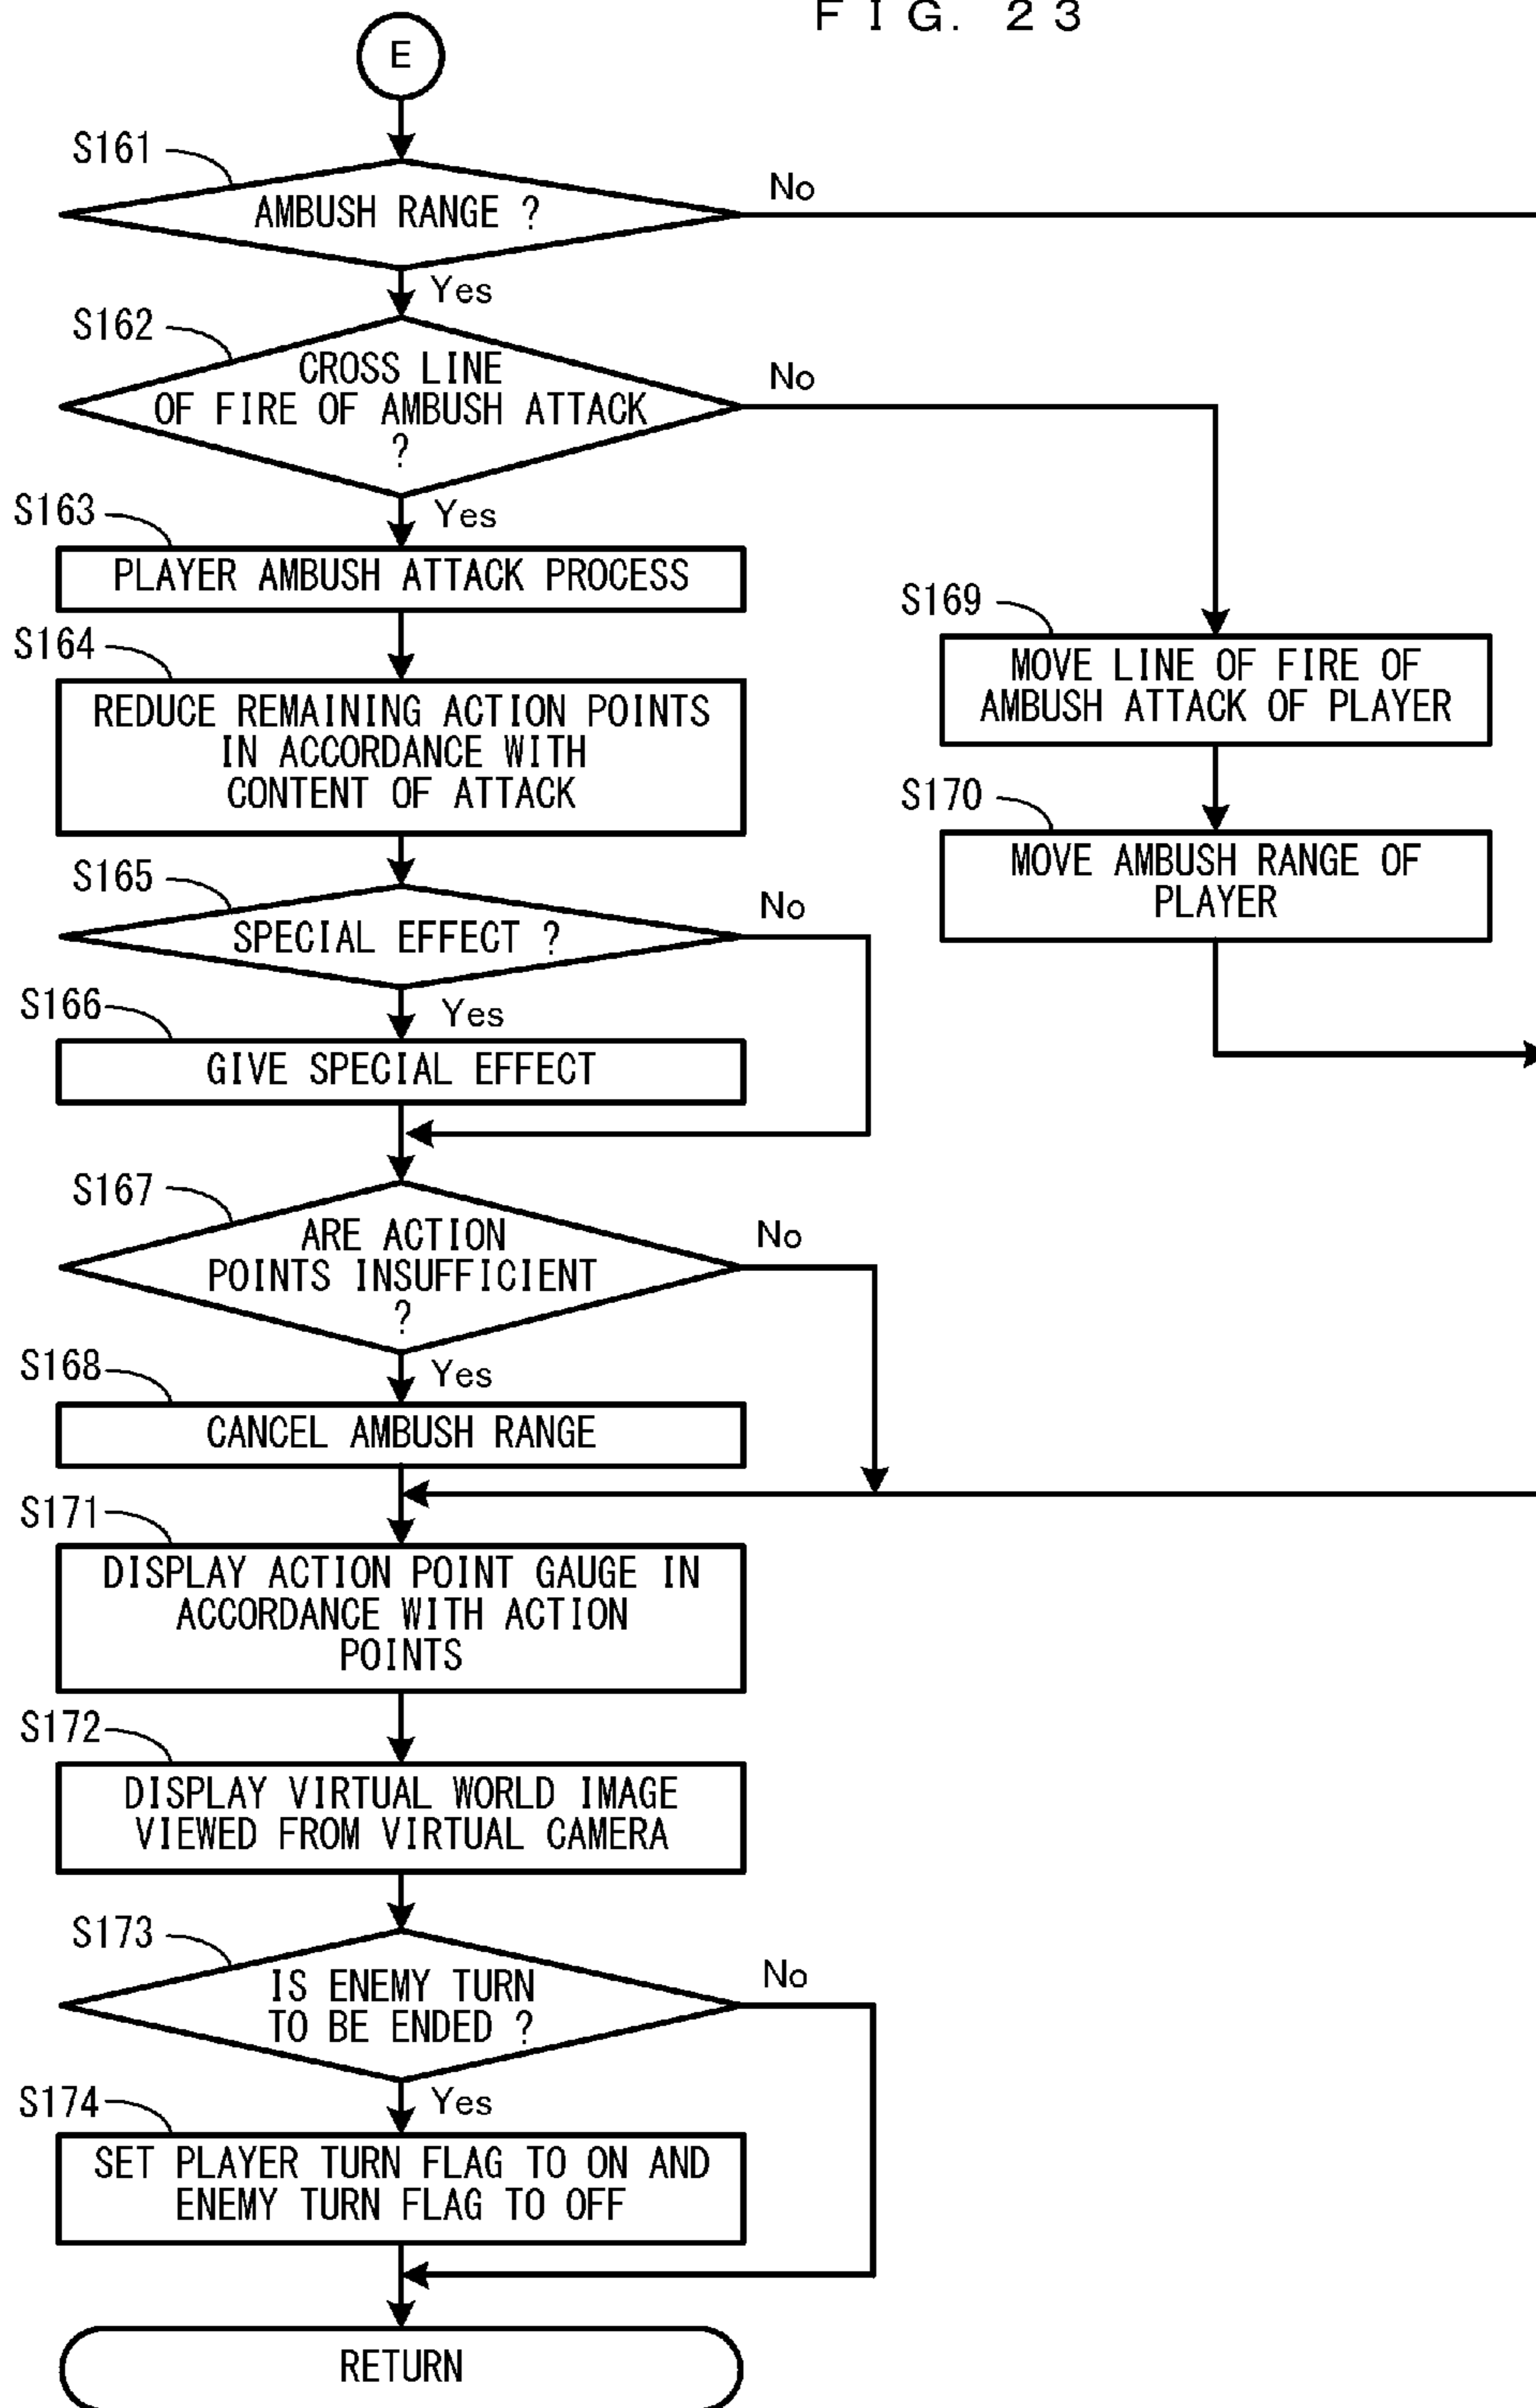 FIG. 23
E
S161
AMBUSH RANGE ?
No
Yes
S162
CROSS LINE
OF FIRE OF AMBUSH ATTACK
?
No
Yes
S163
PLAYER AMBUSH ATTACK PROCESS
S164
REDUCE REMAINING ACTION POINTS
IN ACCORDANCE WITH
CONTENT OF ATTACK
S169
MOVE LINE OF FIRE OF
AMBUSH ATTACK OF PLAYER
S170
MOVE AMBUSH RANGE OF
PLAYER
S165
SPECIAL EFFECT ?
No
Yes
S166
GIVE SPECIAL EFFECT
S167
ARE ACTION
POINTS INSUFFICIENT
?
No
Yes
S168
CANCEL AMBUSH RANGE
S171
DISPLAY ACTION POINT GAUGE IN
ACCORDANCE WITH ACTION
POINTS
S172
DISPLAY VIRTUAL WORLD IMAGE
VIEWED FROM VIRTUAL CAMERA
S173
IS ENEMY TURN
TO BE ENDED ?
No
Yes
S174
SET PLAYER TURN FLAG TO ON AND
ENEMY TURN FLAG TO OFF
RETURN